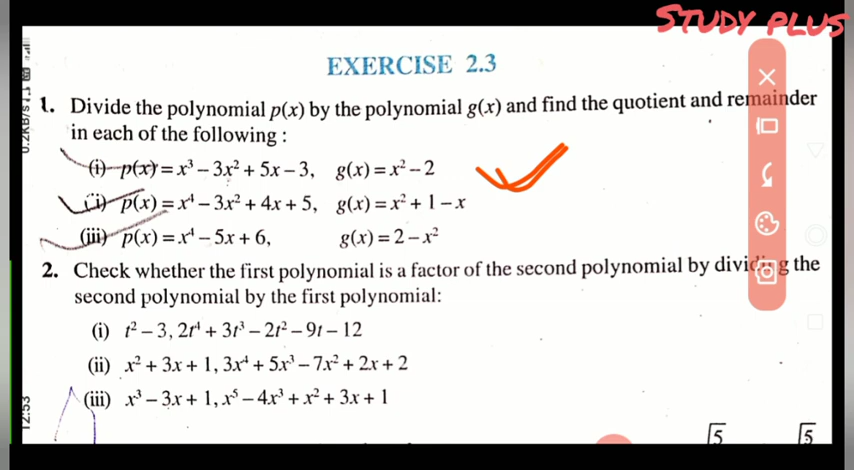 STUDY PLUS
EXERCISE 2.3
1. Divide the polynomial p(x) by the polynomial g(x) and find the quotient and remainder
in each of the following :
(i) p(x) = x³ – 3x² + 5x – 3, g(x) = x² – 2
(ii) p(x) = x⁴ – 3x² + 4x + 5, g(x) = x² + 1 – x
(iii) p(x) = x⁴ – 5x + 6, g(x) = 2 – x²
2. Check whether the first polynomial is a factor of the second polynomial by dividing the
second polynomial by the first polynomial:
(i) t² – 3, 2t⁴ + 3t³ – 2t² – 9t – 12
(ii) x² + 3x + 1, 3x⁴ + 5x³ – 7x² + 2x + 2
(iii) x³ – 3x + 1, x⁵ – 4x³ + x² + 3x + 1
√5 √5
12:53